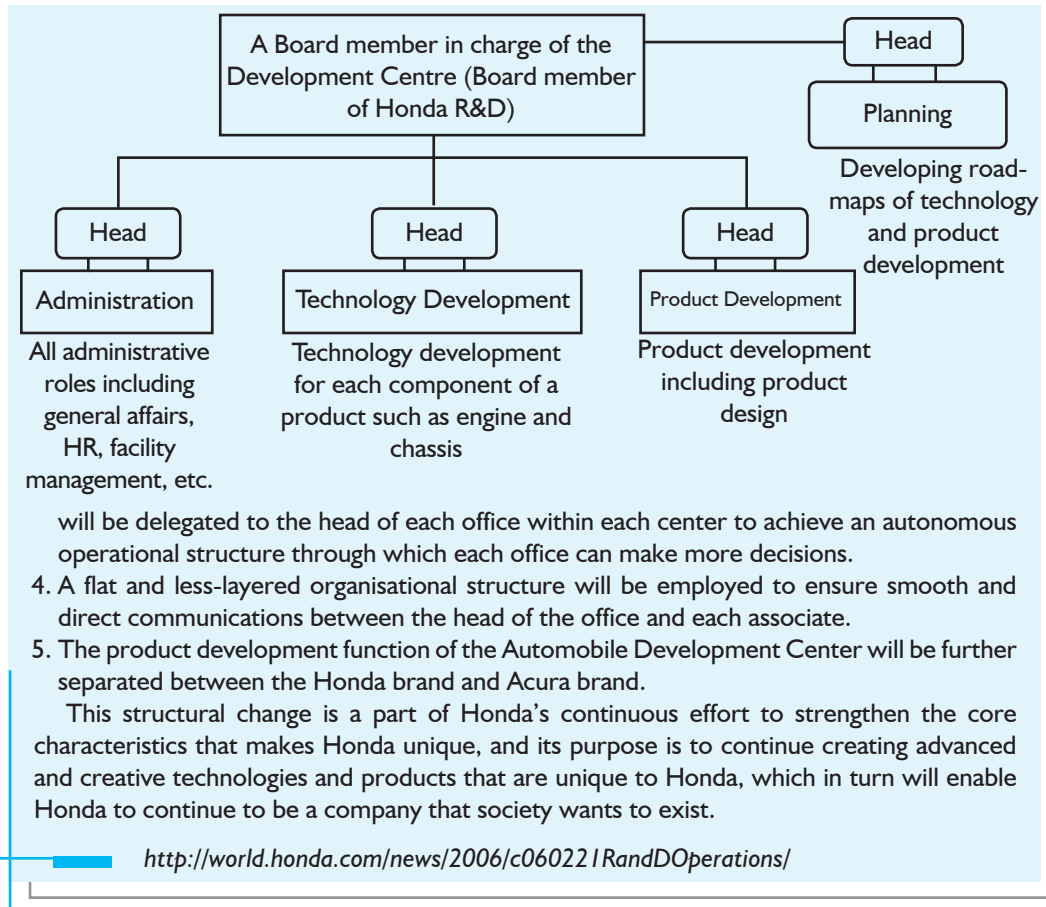 A Board member in charge of the
Development Centre (Board member
of Honda R&D)
Head
Planning
Developing road-
maps of technology
and product
development
Head
Administration
All administrative
roles including
general affairs,
HR, facility
management, etc.
Head
Technology Development
Technology development
for each component of a
product such as engine and
chassis
Head
Product Development
Product development
including product
design
will be delegated to the head of each office within each center to achieve an autonomous
operational structure through which each office can make more decisions.
4. A flat and less-layered organisational structure will be employed to ensure smooth and
direct communications between the head of the office and each associate.
5. The product development function of the Automobile Development Center will be further
separated between the Honda brand and Acura brand.
This structural change is a part of Honda's continuous effort to strengthen the core
characteristics that makes Honda unique, and its purpose is to continue creating advanced
and creative technologies and products that are unique to Honda, which in turn will enable
Honda to continue to be a company that society wants to exist.
http://world.honda.com/news/2006/c060221RandDOperations/